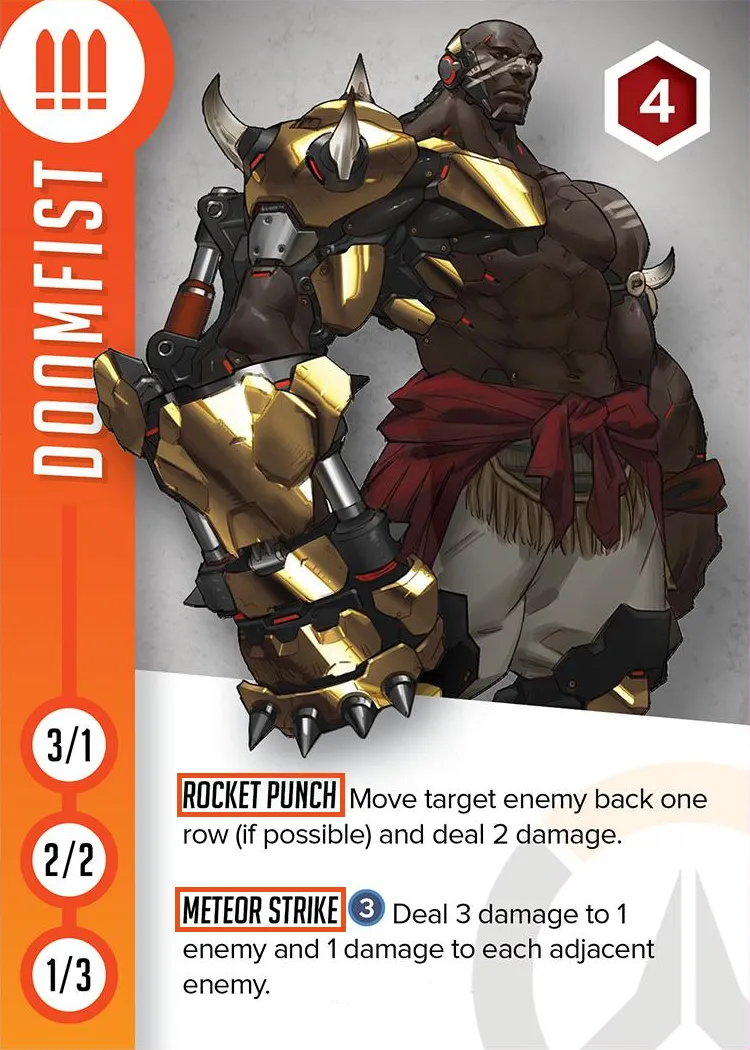 4
DOOMFIST
3/1
2/2
1/3
ROCKET PUNCH Move target enemy back one
row (if possible) and deal 2 damage.
METEOR STRIKE 3 Deal 3 damage to 1
enemy and 1 damage to each adjacent
enemy.